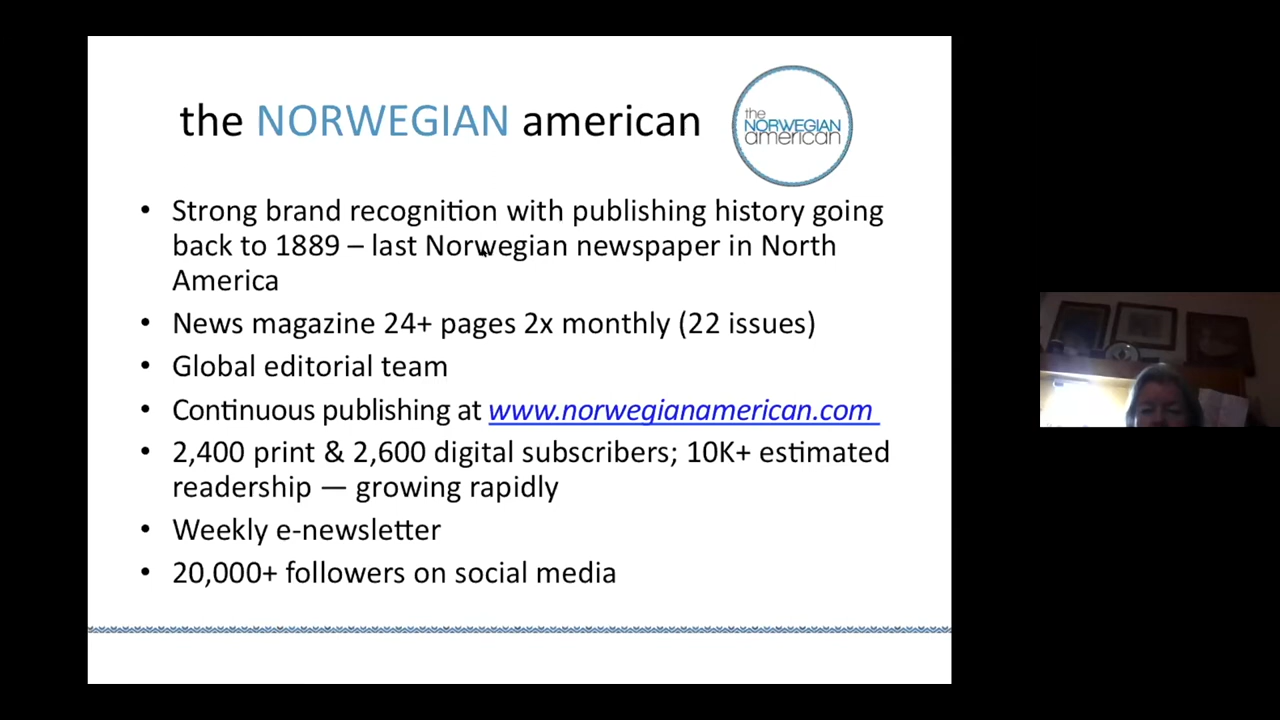 the NORWEGIAN american
the
NORWEGIAN
american
• Strong brand recognition with publishing history going
back to 1889 – last Norwegian newspaper in North
America
• News magazine 24+ pages 2x monthly (22 issues)
• Global editorial team
• Continuous publishing at www.norwegianamerican.com
• 2,400 print & 2,600 digital subscribers; 10K+ estimated
readership — growing rapidly
• Weekly e-newsletter
• 20,000+ followers on social media